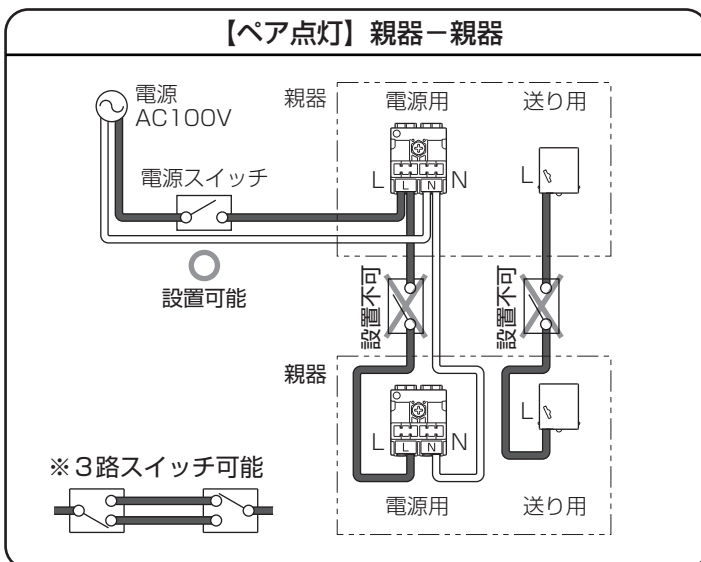 【ペア点灯】親器－親器
電源
AC100V
親器
電源用
送り用
電源スイッチ
L
L
N
N
L
設置可能
設置不可
設置不可
親器
L
L
N
N
L
※3路スイッチ可能
電源用
送り用